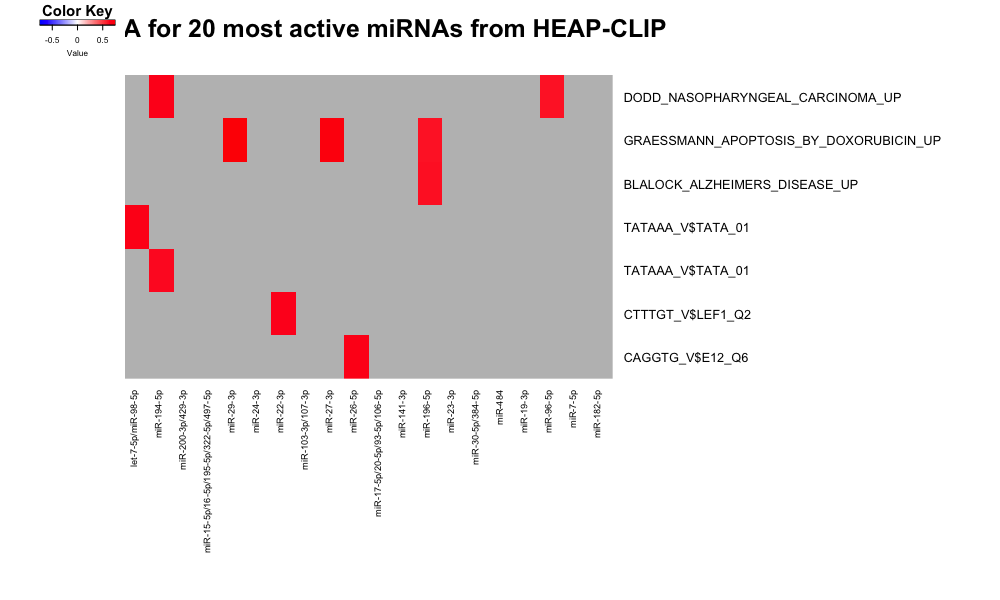 Color Key
-0.5 0 0.5
Value
A for 20 most active miRNAs from HEAP-CLIP
DODD_NASOPHARYNGEAL_CARCINOMA_UP
GRAESSMANN_APOPTOSIS_BY_DOXORUBICIN_UP
BLALOCK_ALZHEIMERS_DISEASE_UP
TATAAA_V$TATA_01
TATAAA_V$TATA_01
CTTTGT_V$LEF1_Q2
CAGGTG_V$E12_Q6
let-7-5p/miR-98-5p
miR-194-5p
miR-200-3p/429-3p
miR-15-5p/16-5p/195-5p/322-5p/497-5p
miR-29-3p
miR-24-3p
miR-22-3p
miR-103-3p/107-3p
miR-27-3p
miR-26-5p
miR-17-5p/20-5p/93-5p/106-5p
miR-141-3p
miR-196-5p
miR-23-3p
miR-30-5p/384-5p
miR-484
miR-19-3p
miR-96-5p
miR-7-5p
miR-182-5p